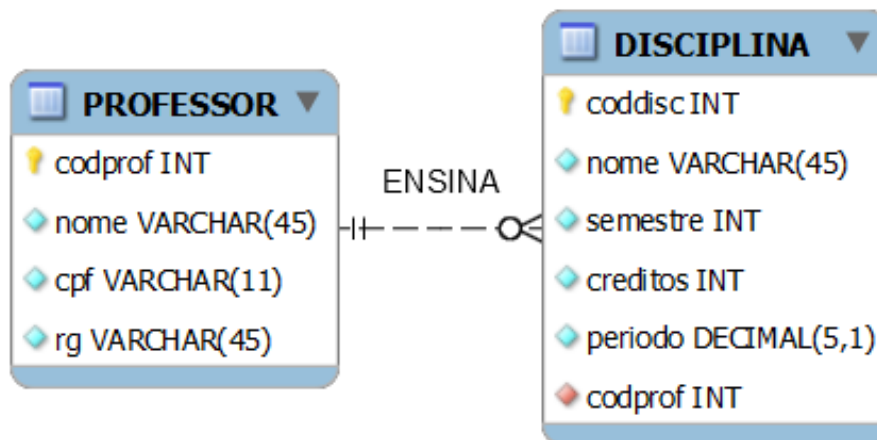 PROFESSOR
codprof INT
nome VARCHAR(45)
cpf VARCHAR(11)
rg VARCHAR(45)
ENSINA
DISCIPLINA
coddisc INT
nome VARCHAR(45)
semestre INT
creditos INT
periodo DECIMAL(5,1)
codprof INT